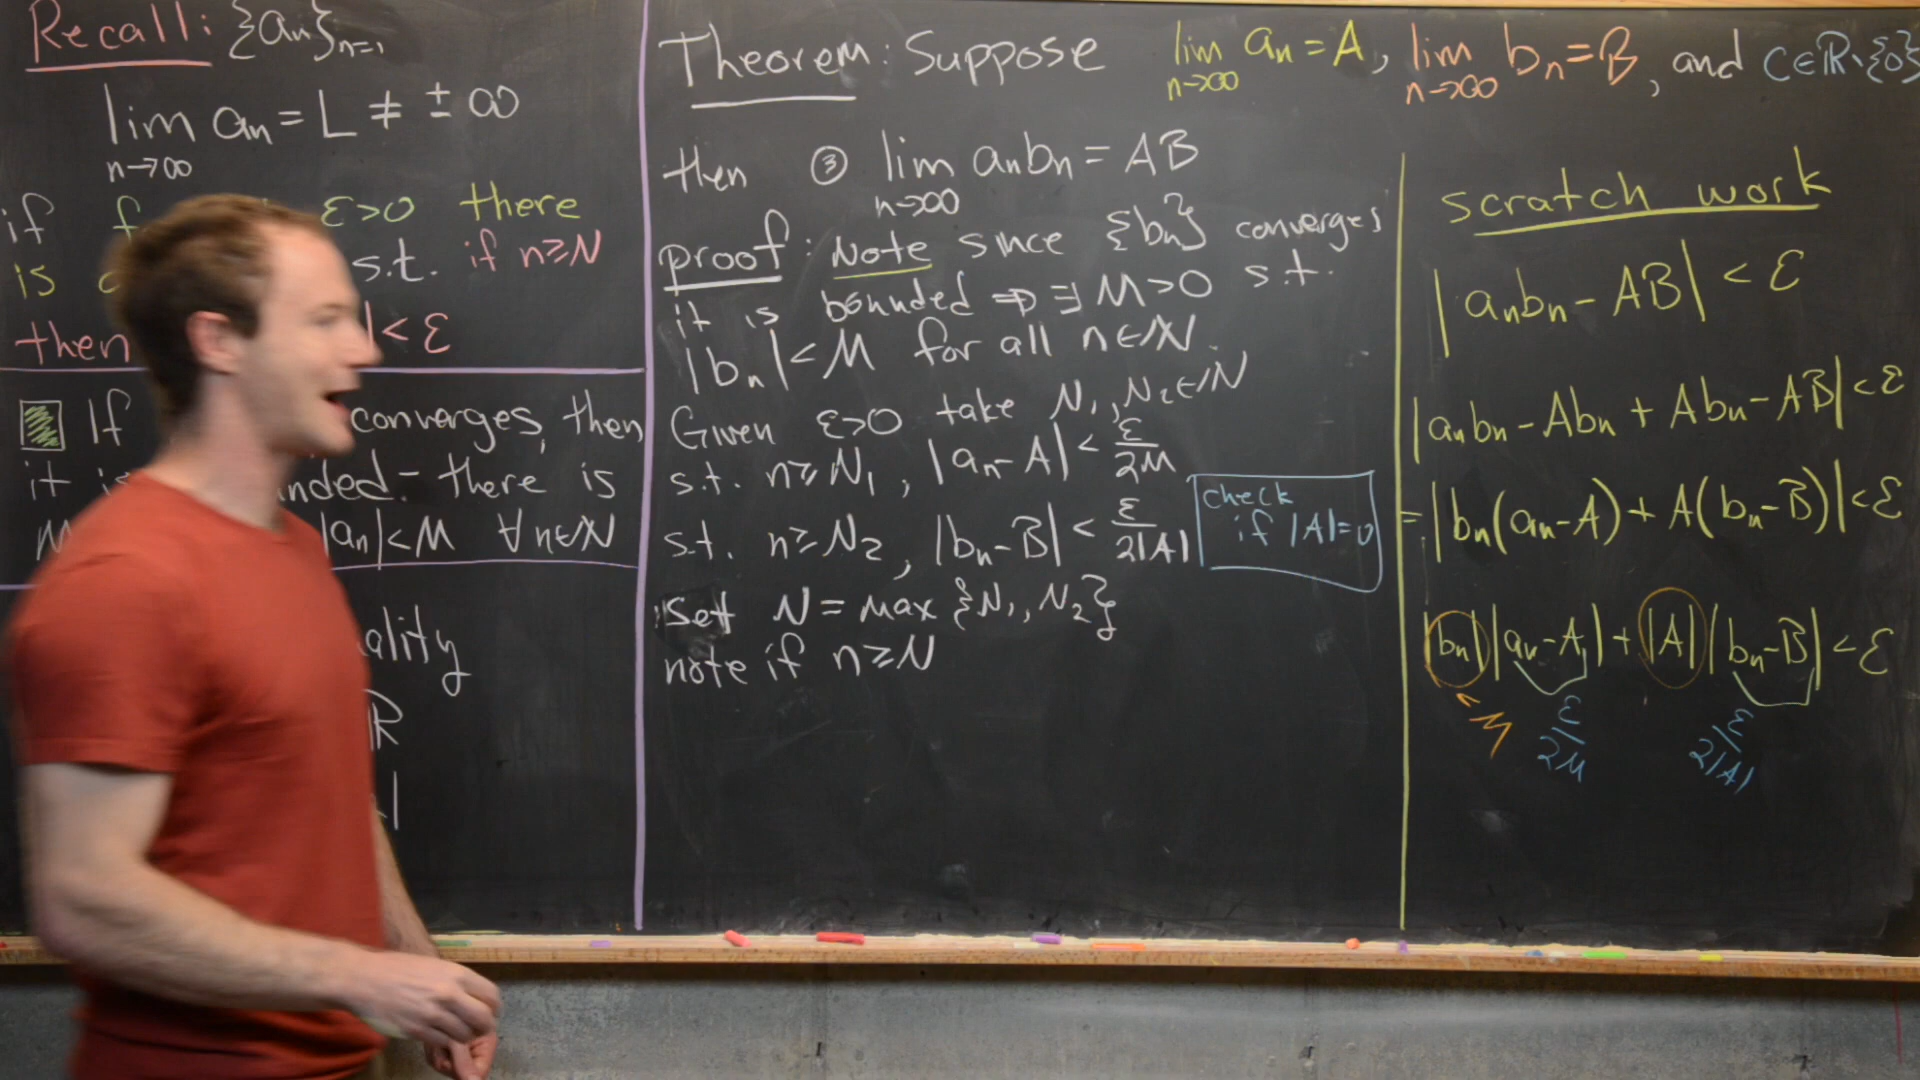 Recall: {aₙ}ₙ₌₁
lim aₙ = L ≠ ± ∞
n→∞
if ε>0 there
is s.t. if n≥N
then |<ε
If converges, then
it is nded - there is
M |aₙ|<M ∀n∈N
ality
R
Theorem: Suppose lim aₙ = A, lim bₙ = B, and c∈ℝ\{0}
n→∞ n→∞
then ③ lim aₙbₙ = AB
n→∞
proof: Note since {bₙ} converges
it is bounded ⇒ ∃ M>0 s.t.
|bₙ| < M for all n∈N.
Given ε>0 take N₁, N₂∈N
s.t. n≥N₁, |aₙ-A| < ε/2M
s.t. n≥N₂, |bₙ-B| < ε/2|A|
check
if |A|=0
Set N = max {N₁, N₂}
note if n≥N
scratch work
|aₙbₙ - AB| < ε
|aₙbₙ - Abₙ + Abₙ - AB| < ε
= |bₙ(aₙ-A) + A(bₙ-B)| < ε
|bₙ||aₙ-A| + |A||bₙ-B| < ε
<M ε/2M ε/2|A|